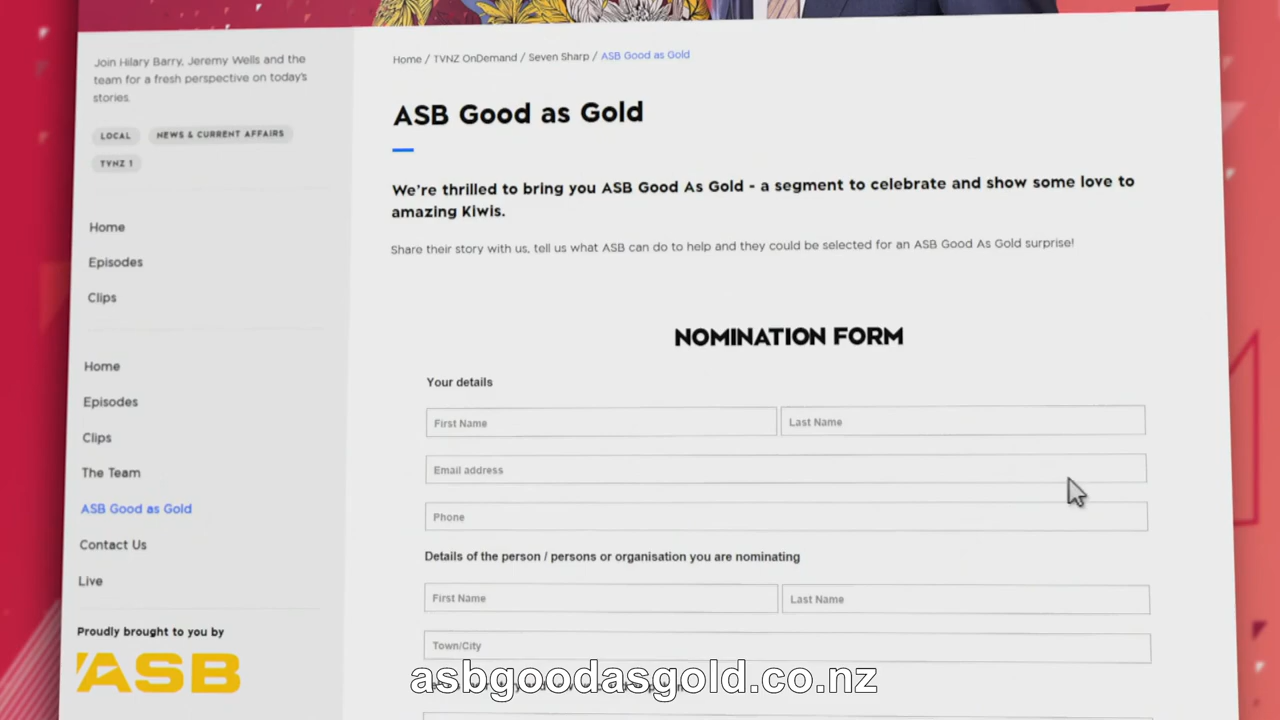 Join Hilary Barry, Jeremy Wells and the
team for a fresh perspective on today's
stories.
LOCAL
NEWS & CURRENT AFFAIRS
TVNZ 1
Home
Episodes
Clips
Home
Episodes
Clips
The Team
ASB Good as Gold
Contact Us
Live
Proudly brought to you by
ASB
Home / TVNZ OnDemand / Seven Sharp / ASB Good as Gold
ASB Good as Gold
We're thrilled to bring you ASB Good As Gold - a segment to celebrate and show some love to
amazing Kiwis.
Share their story with us, tell us what ASB can do to help and they could be selected for an ASB Good As Gold surprise!
NOMINATION FORM
Your details
First Name
Last Name
Email address
Phone
Details of the person / persons or organisation you are nominating
First Name
Last Name
Town/City
asbgoodasgold.co.nz